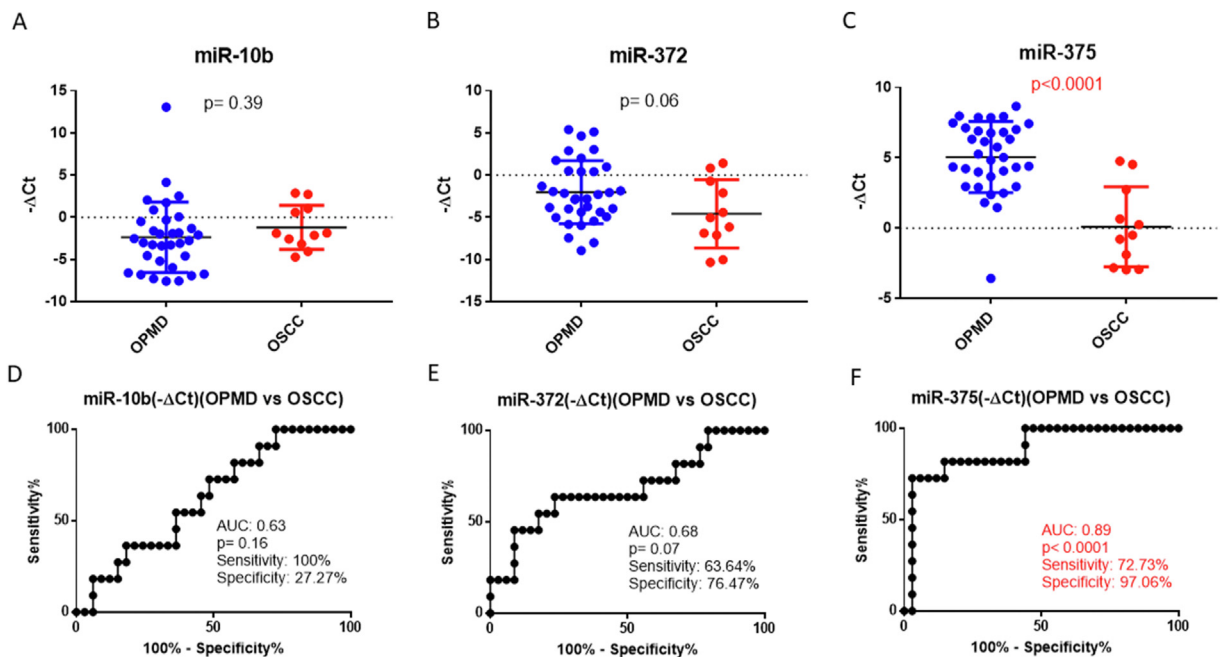 A
miR-10b
p= 0.39
-ΔCt
15
10
5
0
-5
-10
OPMD
OSCC
B
miR-372
p= 0.06
-ΔCt
10
5
0
-5
-10
-15
OPMD
OSCC
C
miR-375
p<0.0001
-ΔCt
10
5
0
-5
OPMD
OSCC
D
miR-10b(-ΔCt)(OPMD vs OSCC)
Sensitivity%
100
50
0
AUC: 0.63
p= 0.16
Sensitivity: 100%
Specificity: 27.27%
0
50
100
100% - Specificity%
E
miR-372(-ΔCt)(OPMD vs OSCC)
Sensitivity%
100
50
0
AUC: 0.68
p= 0.07
Sensitivity: 63.64%
Specificity: 76.47%
0
50
100
100% - Specificity%
F
miR-375(-ΔCt)(OPMD vs OSCC)
Sensitivity%
100
50
0
AUC: 0.89
p< 0.0001
Sensitivity: 72.73%
Specificity: 97.06%
0
50
100
100% - Specificity%